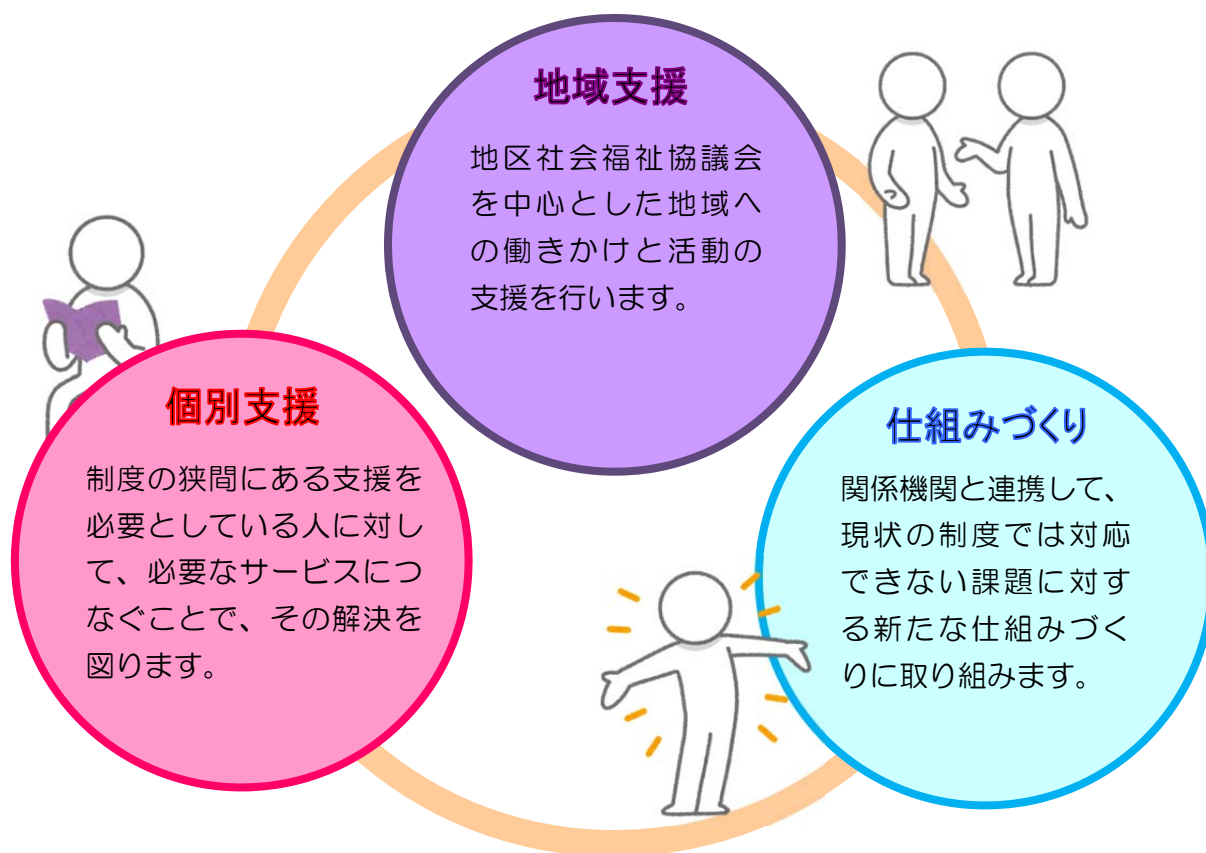 地域支援
地区社会福祉協議会
を中心とした地域へ
の働きかけと活動の
支援を行います。
個別支援
制度の狭間にある支援を
必要としている人に対し
て、必要なサービスにつ
なぐことで、その解決を
図ります。
仕組みづくり
関係機関と連携して、
現状の制度では対応
できない課題に対す
る新たな仕組みづく
りに取り組みます。